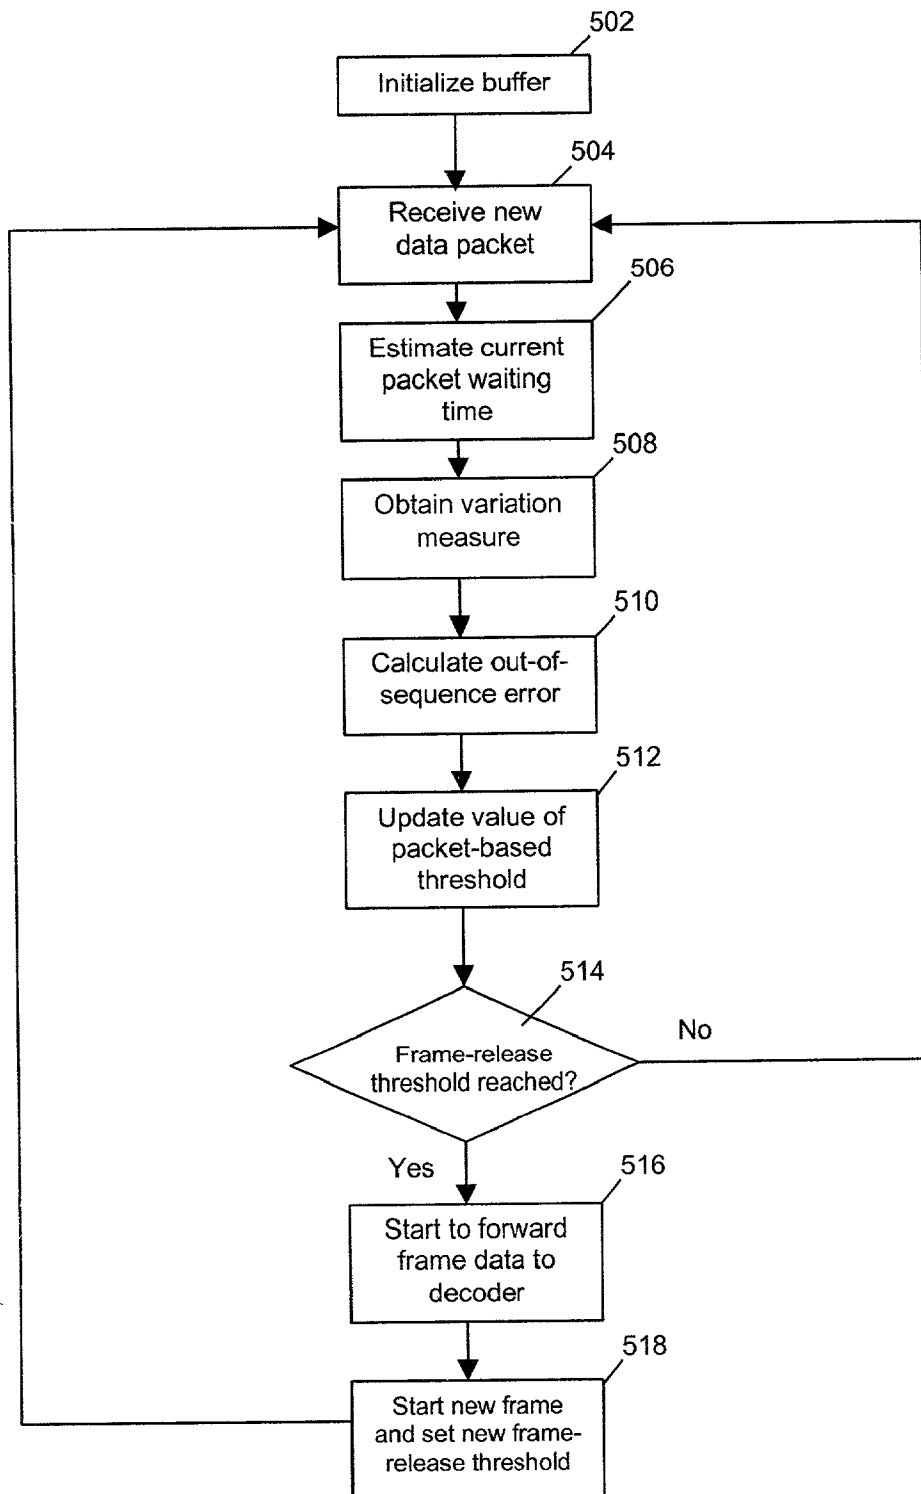 502
Initialize buffer
504
Receive new
data packet
506
Estimate current
packet waiting
time
508
Obtain variation
measure
510
Calculate out-of-
sequence error
512
Update value of
packet-based
threshold
514
Frame-release
threshold reached?
No
Yes
516
Start to forward
frame data to
decoder
518
Start new frame
and set new frame-
release threshold